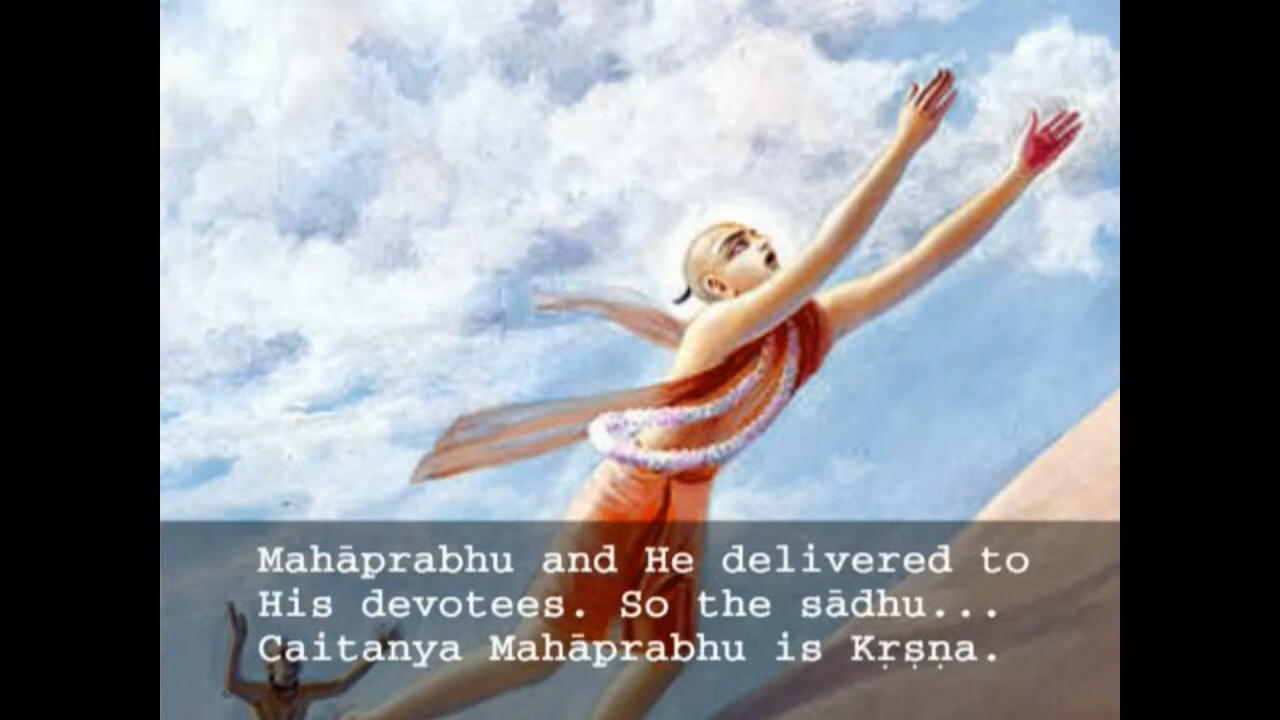 Mahāprabhu and He delivered to
His devotees. So the sādhu...
Caitanya Mahāprabhu is Kṛṣṇa.